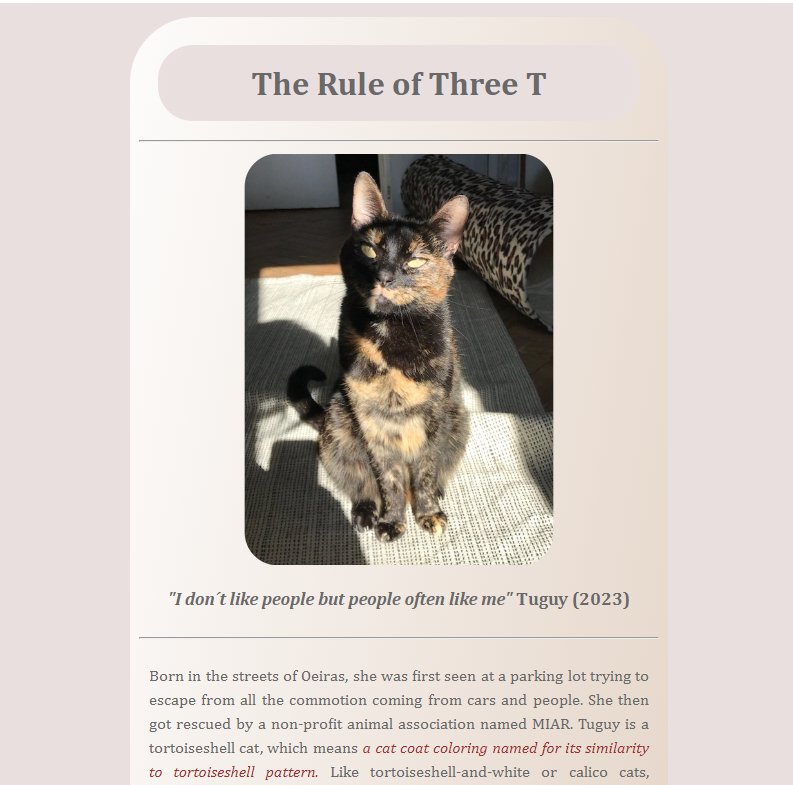 The Rule of Three T
"I don´t like people but people often like me" Tuguy (2023)
Born in the streets of Oeiras, she was first seen at a parking lot trying to
escape from all the commotion coming from cars and people. She then
got rescued by a non-profit animal association named MIAR. Tuguy is a
tortoiseshell cat, which means a cat coat coloring named for its similarity
to tortoiseshell pattern. Like tortoiseshell-and-white or calico cats,